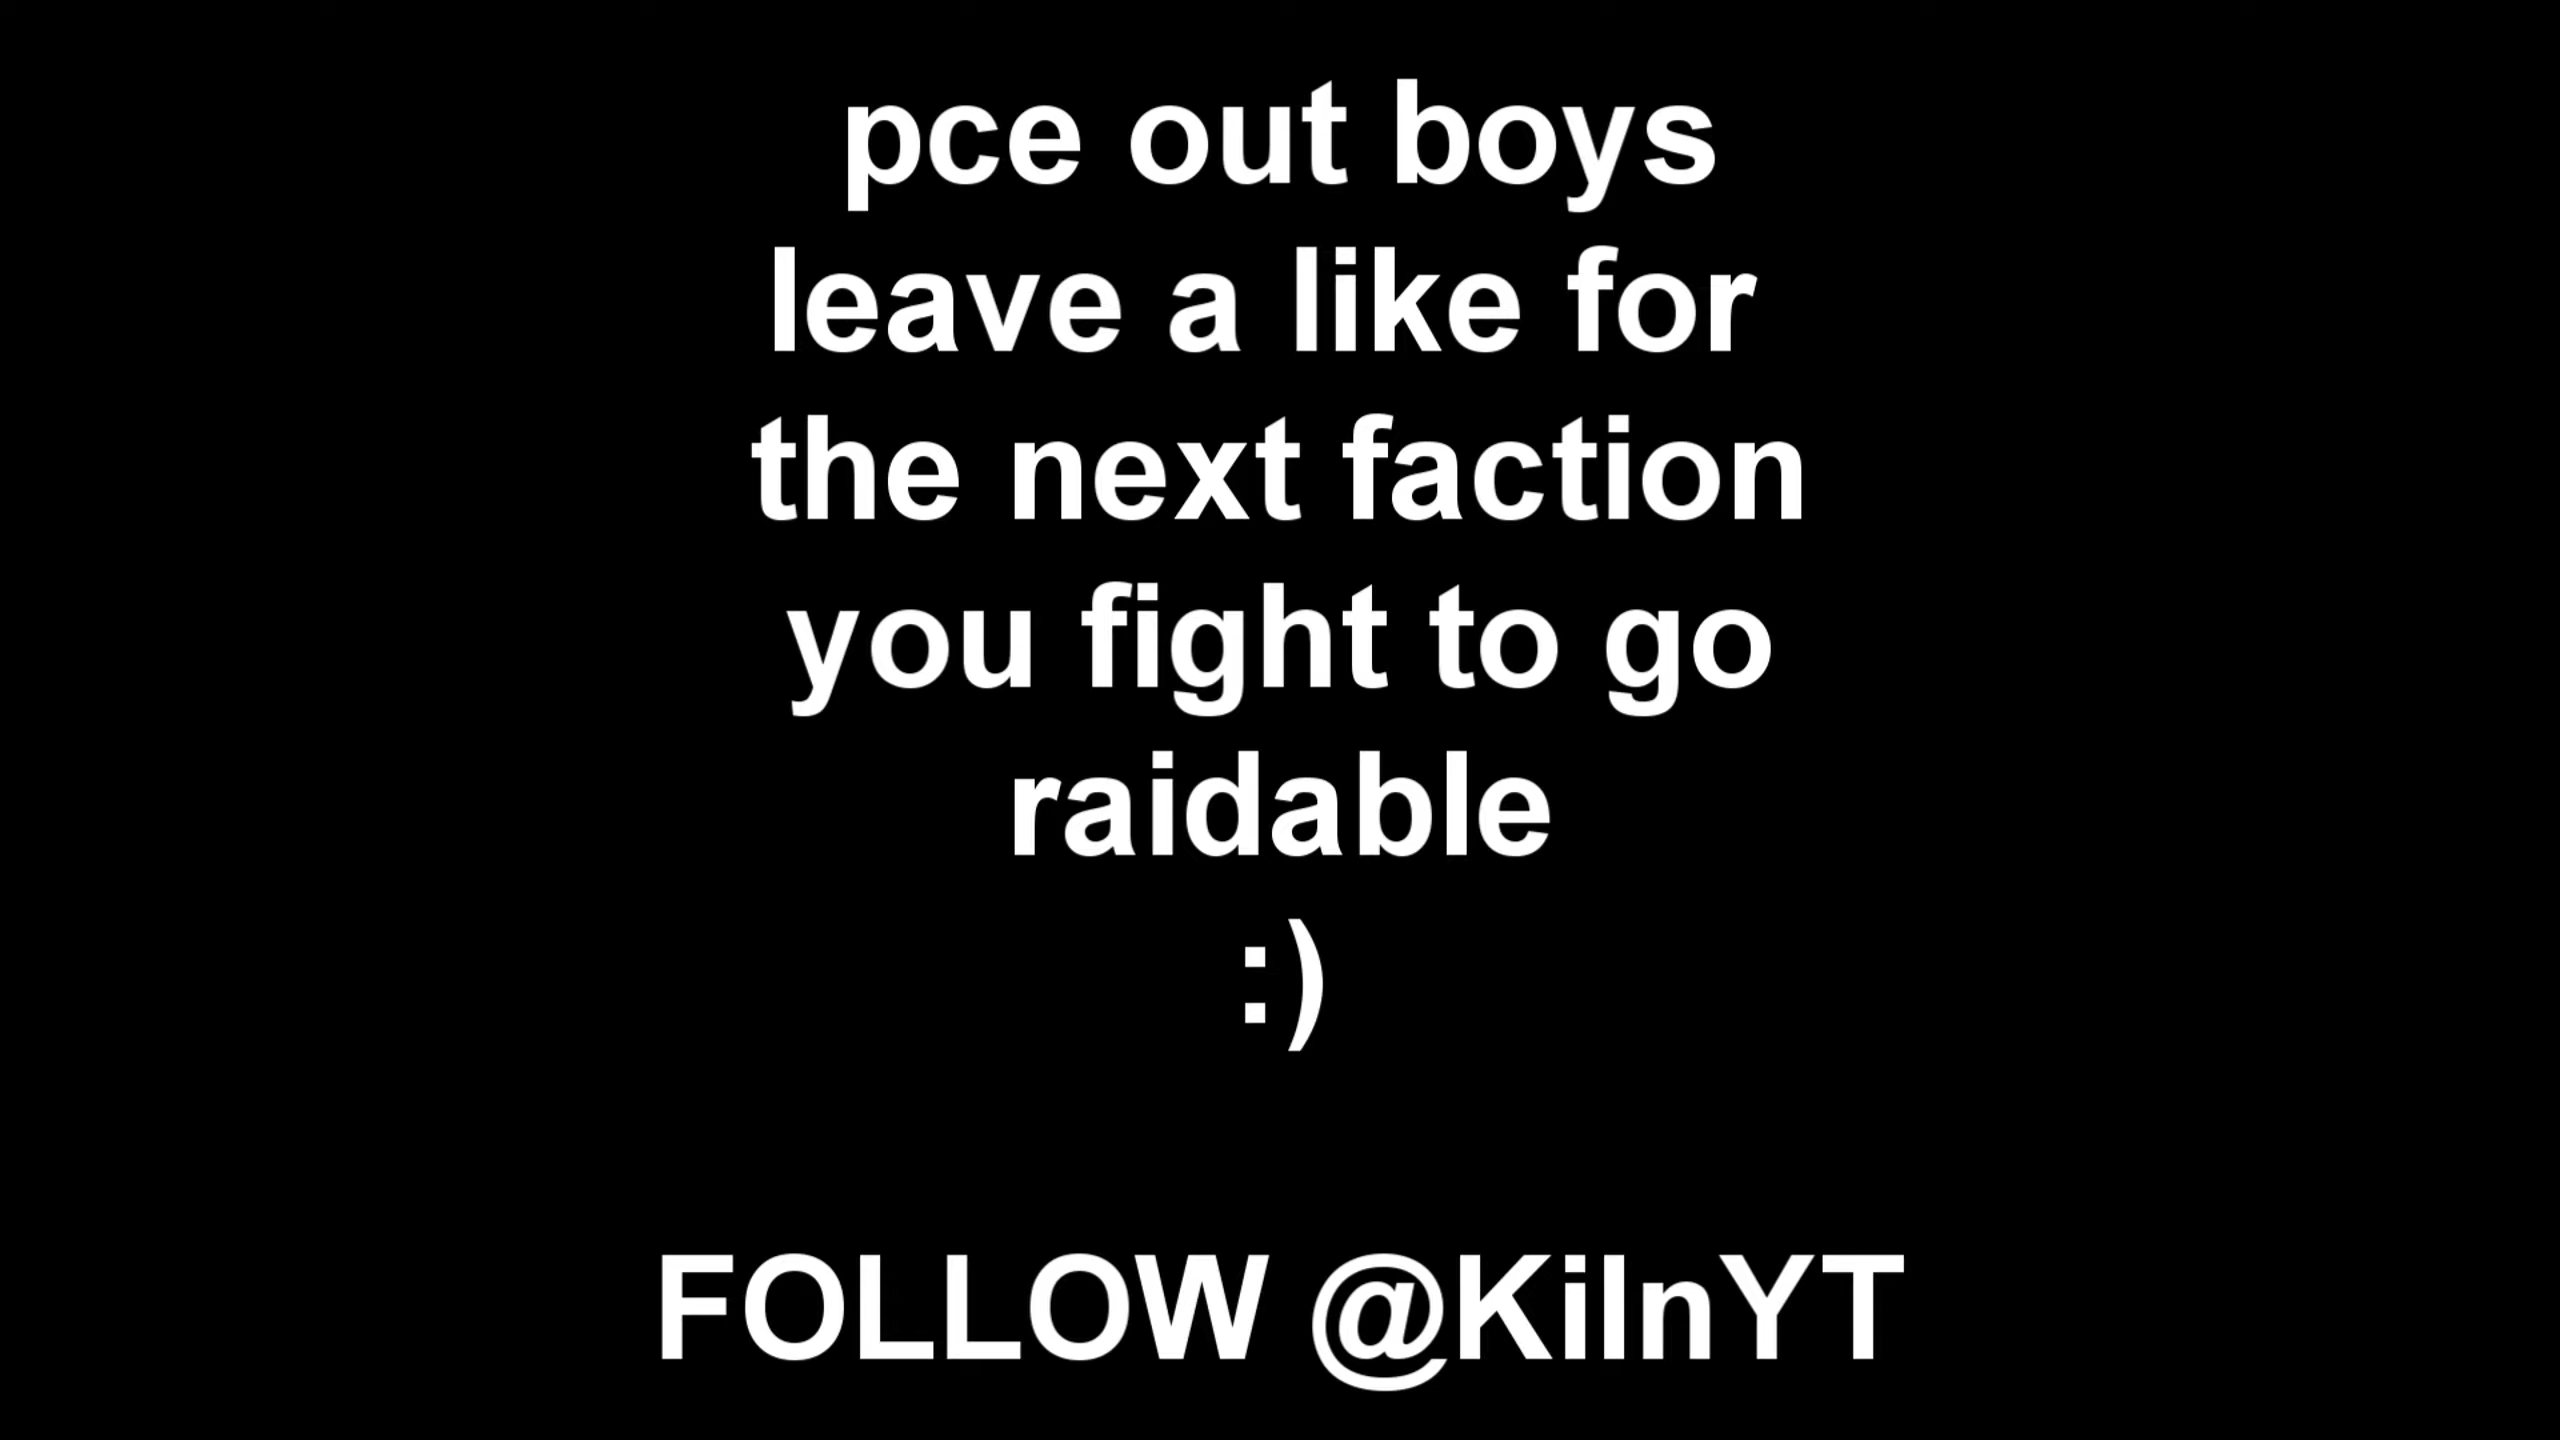 pce out boys
leave a like for
the next faction
you fight to go
raidable
:)
FOLLOW @KilnYT